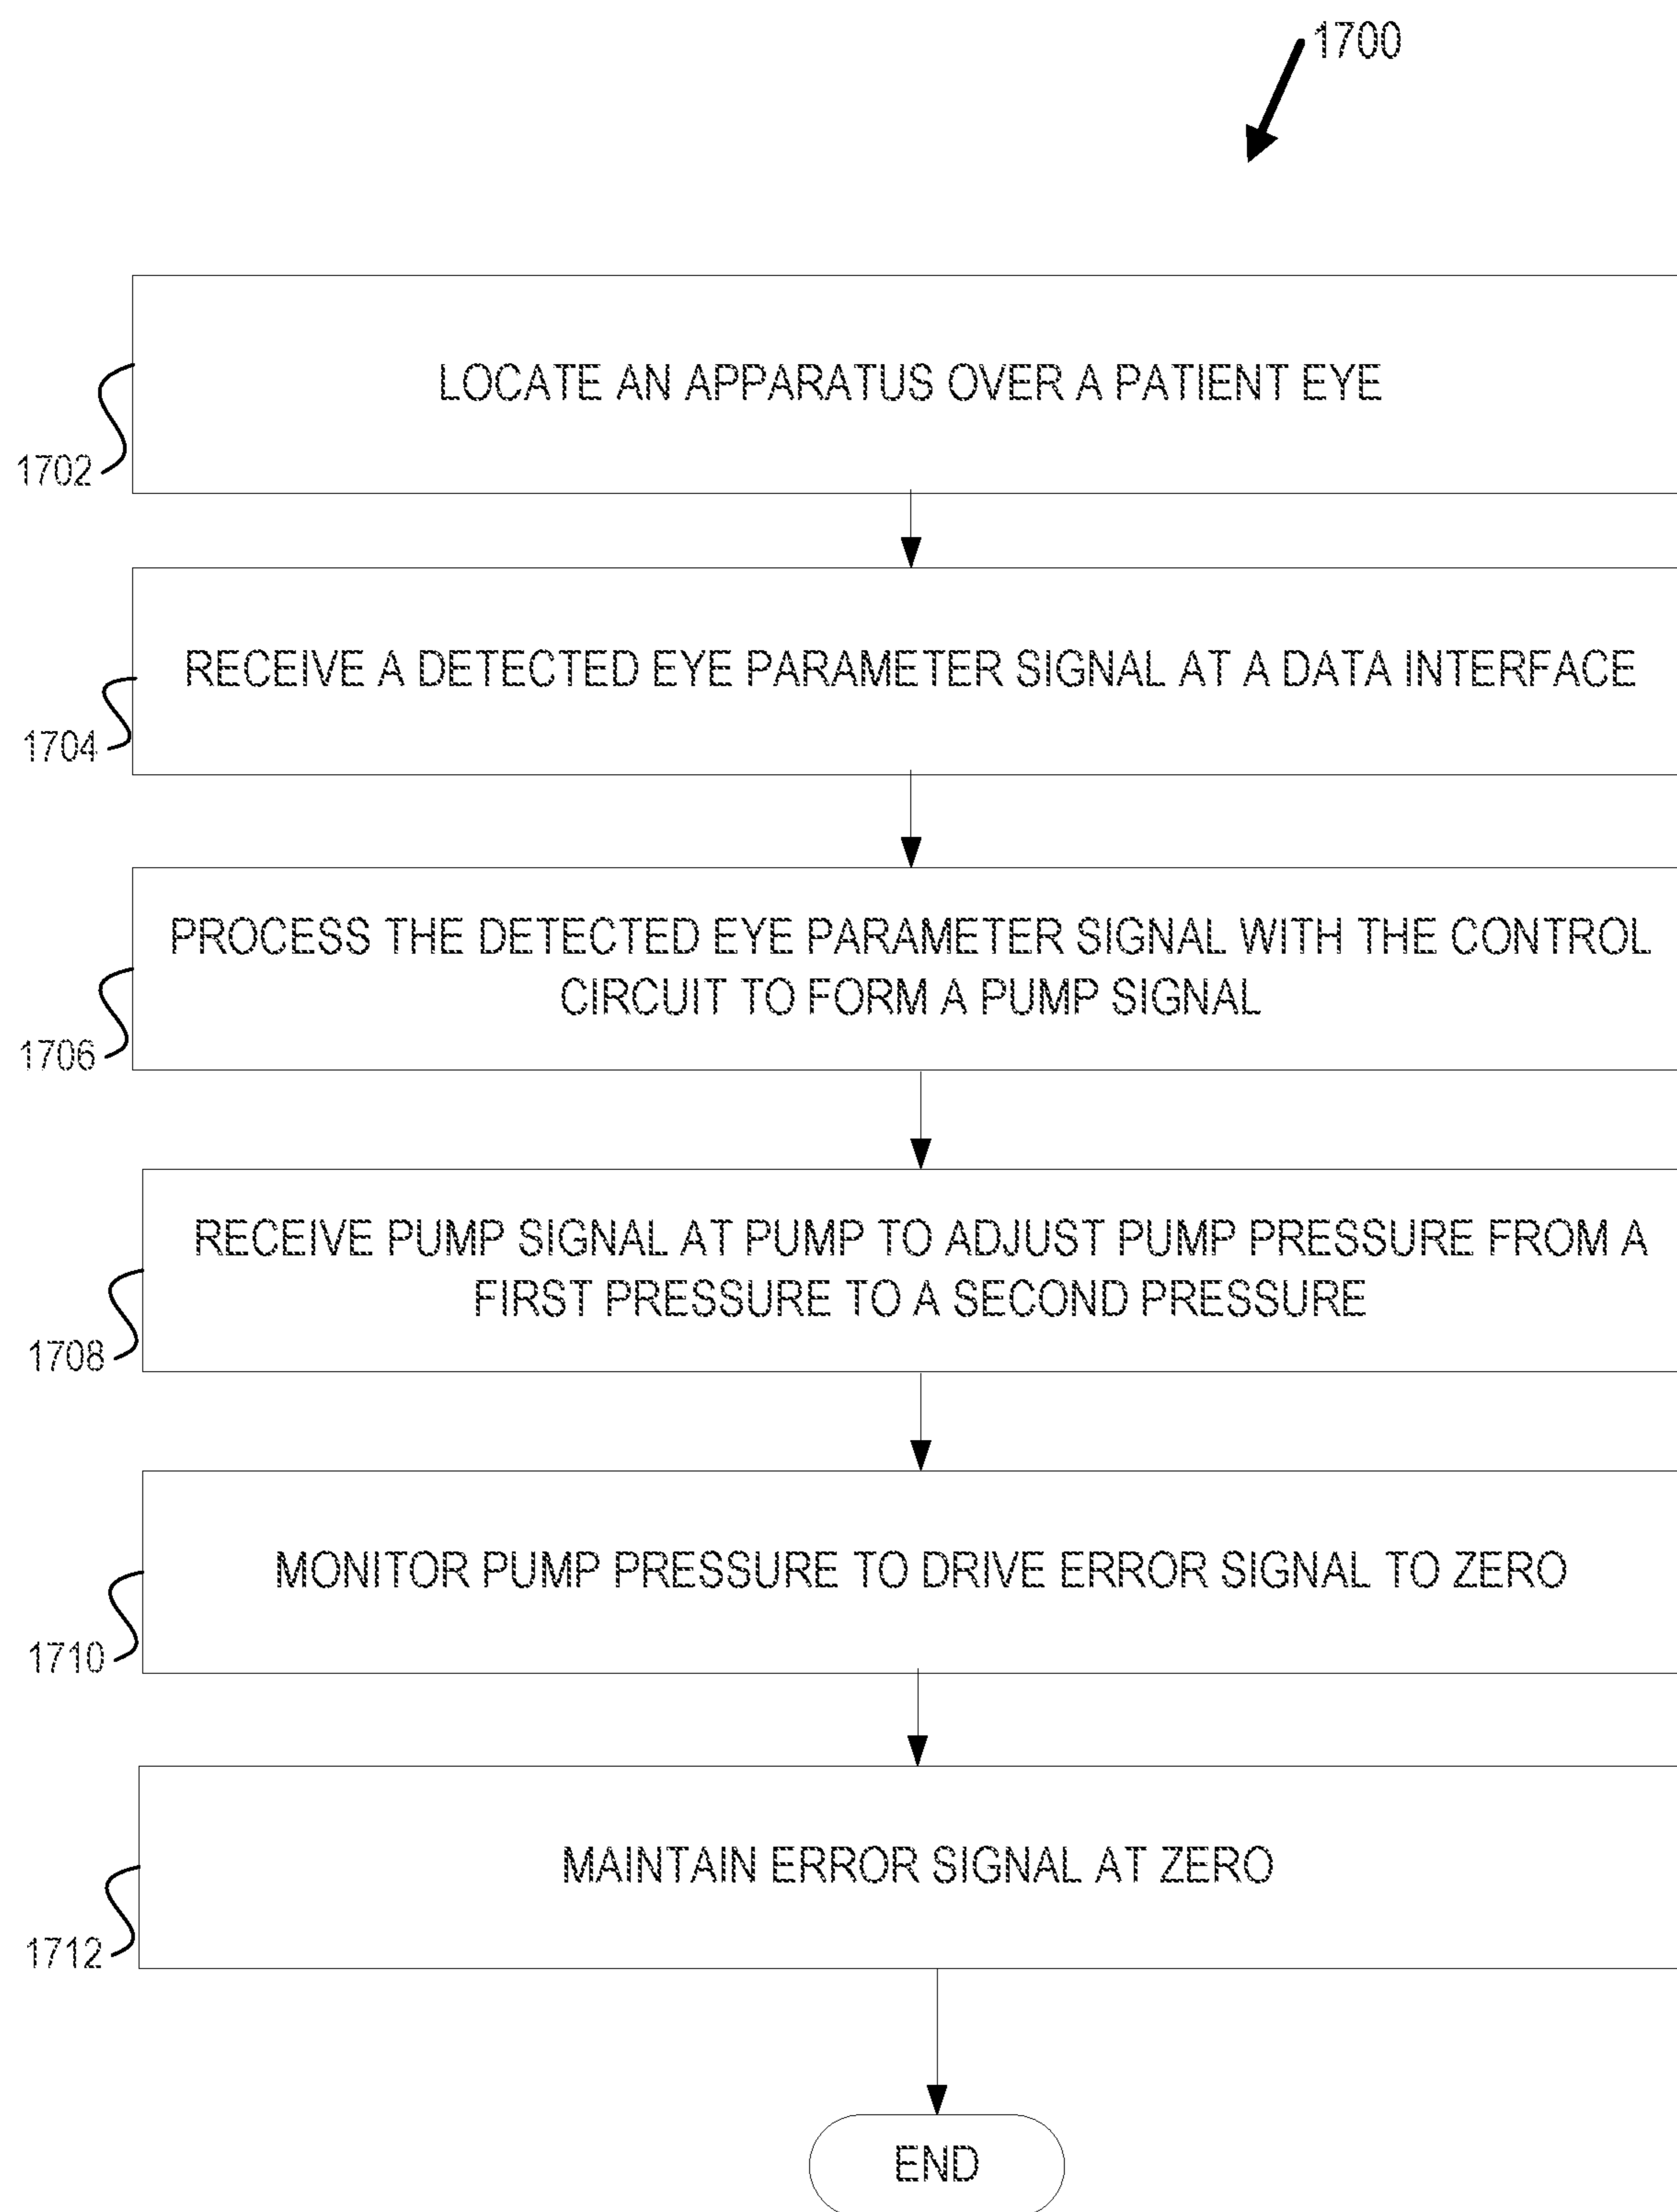 1700
LOCATE AN APPARATUS OVER A PATIENT EYE
1702
RECEIVE A DETECTED EYE PARAMETER SIGNAL AT A DATA INTERFACE
1704
PROCESS THE DETECTED EYE PARAMETER SIGNAL WITH THE CONTROL
CIRCUIT TO FORM A PUMP SIGNAL
1706
RECEIVE PUMP SIGNAL AT PUMP TO ADJUST PUMP PRESSURE FROM A
FIRST PRESSURE TO A SECOND PRESSURE
1708
MONITOR PUMP PRESSURE TO DRIVE ERROR SIGNAL TO ZERO
1710
MAINTAIN ERROR SIGNAL AT ZERO
1712
END